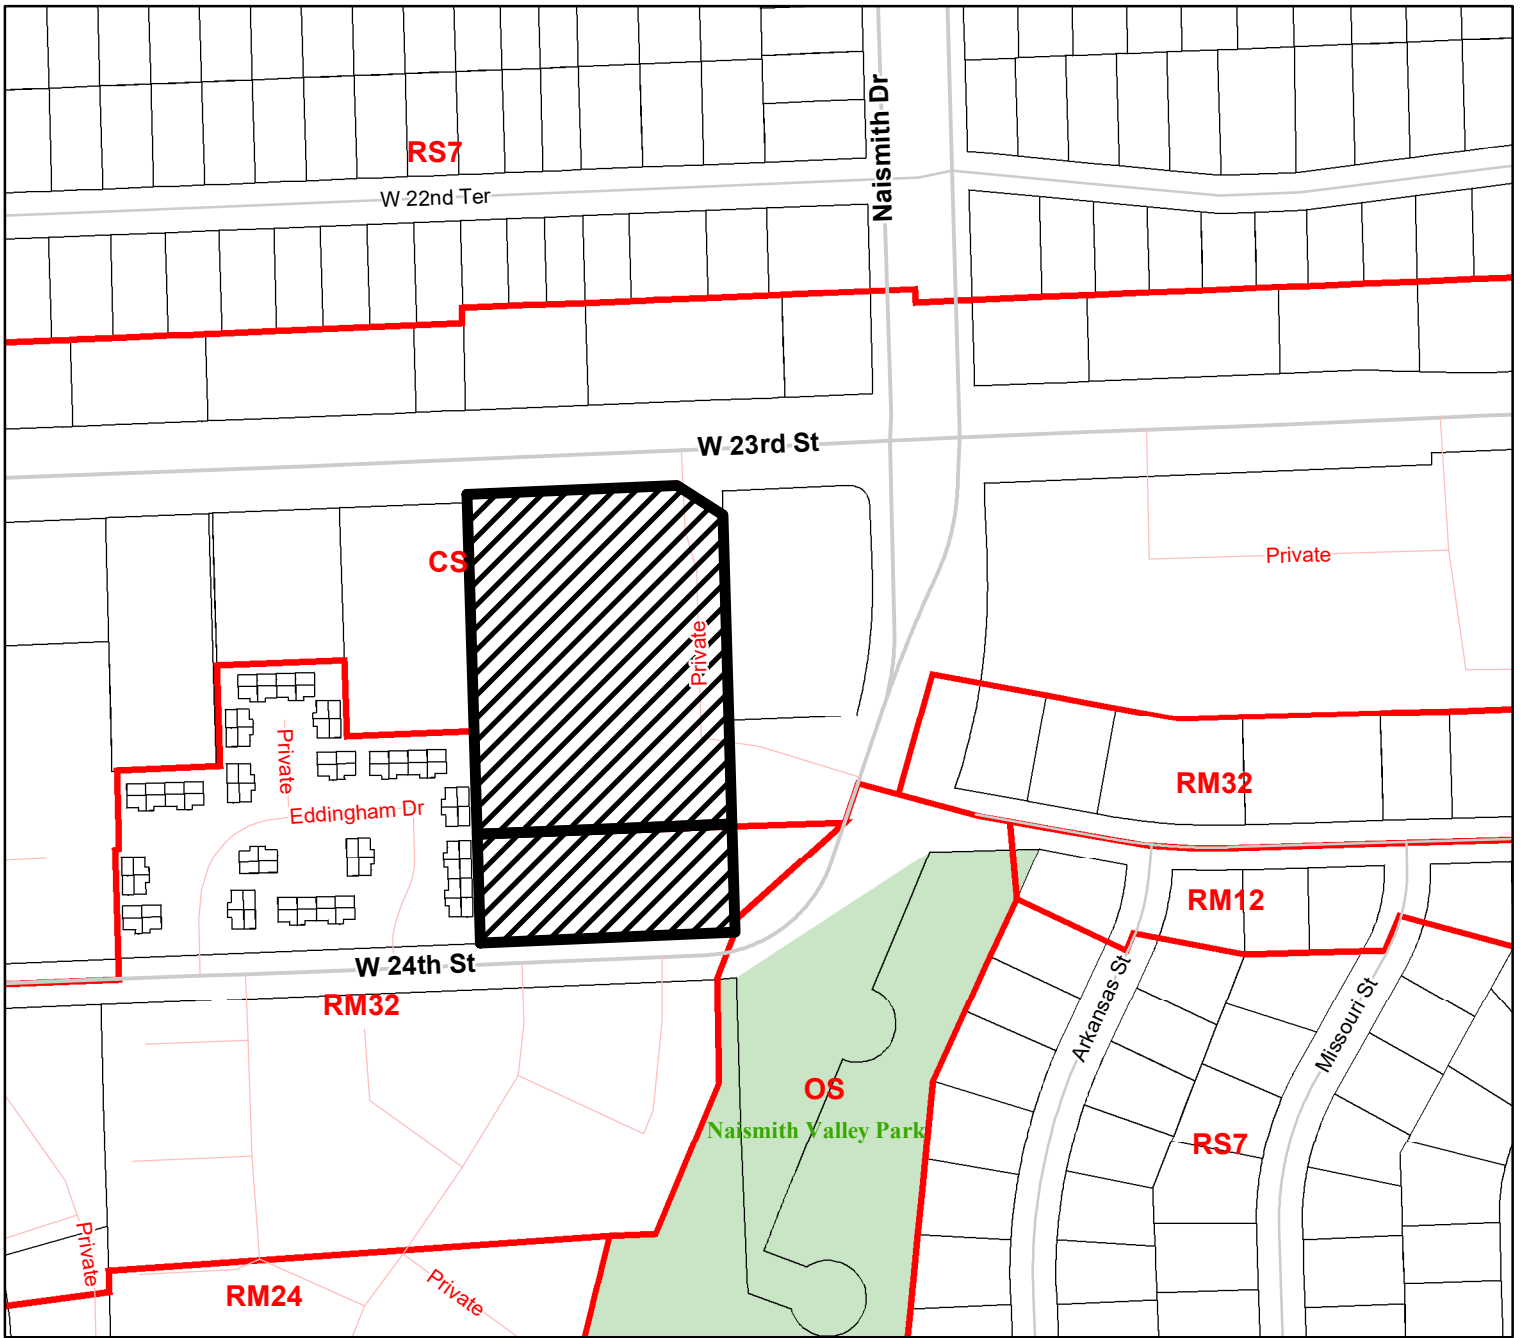 Naismith Dr
RS7
W 22nd Ter
W 23rd St
CS
Private
Private
Private
Eddingham Dr
RM32
RM12
W 24th St
RM32
Arkansas St
Missouri St
OS
Naismith Valley Park
RS7
Private
RM24
Private